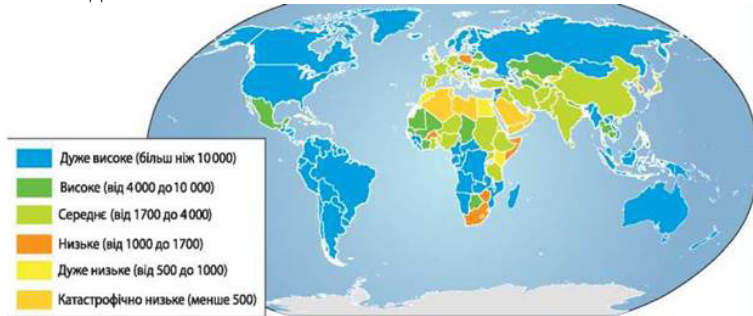 Дуже високе (більш ніж 10 000)
Високе (від 4 000 до 10 000)
Середнє (від 1700 до 4 000)
Низьке (від 1000 до 1700)
Дуже низьке (від 500 до 1000)
Катастрофічно низьке (менше 500)